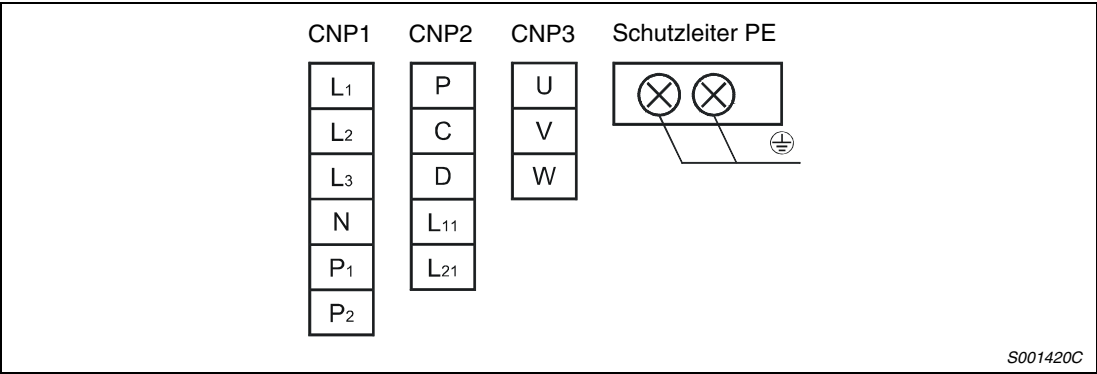 CNP1 CNP2 CNP3 Schutzleiter PE
L1 P U
L2 C V
L3 D W
N L11
P1 L21
P2
S001420C